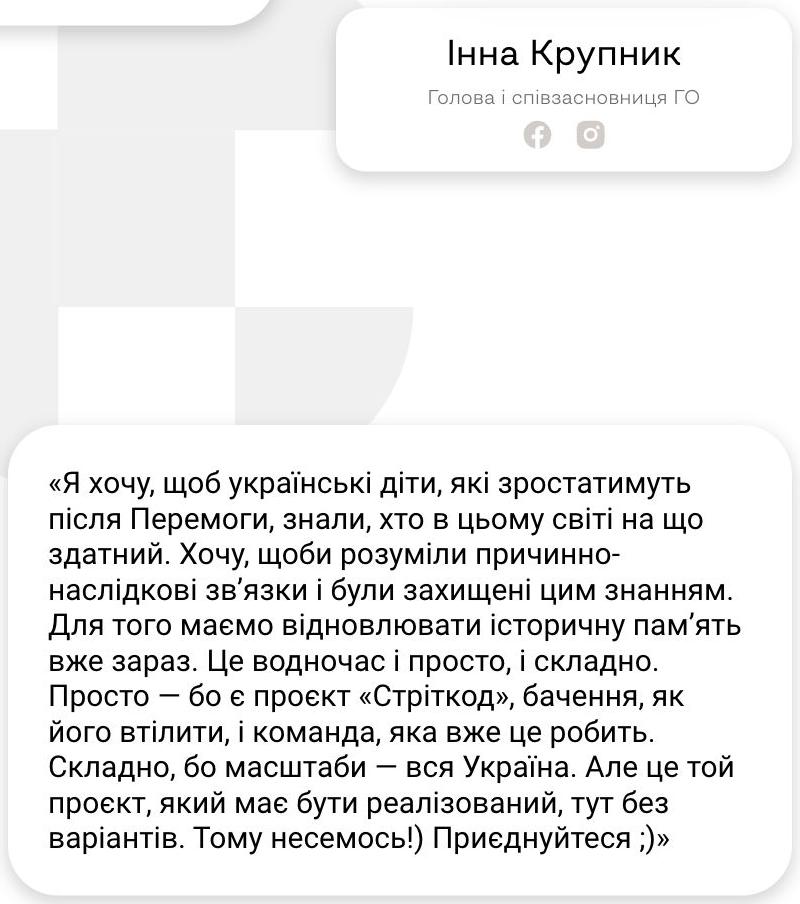 Інна Крупник
Голова і співзасновниця ГО
«Я хочу, щоб українські діти, які зростатимуть
після Перемоги, знали, хто в цьому світі на що
здатний. Хочу, щоби розуміли причинно-
наслідкові зв’язки і були захищені цим знанням.
Для того маємо відновлювати історичну пам’ять
вже зараз. Це водночас і просто, і складно.
Просто — бо є проєкт «Стріткод», бачення, як
його втілити, і команда, яка вже це робить.
Складно, бо масштаби — вся Україна. Але це той
проєкт, який має бути реалізований, тут без
варіантів. Тому несемось!) Приєднуйтеся ;)»